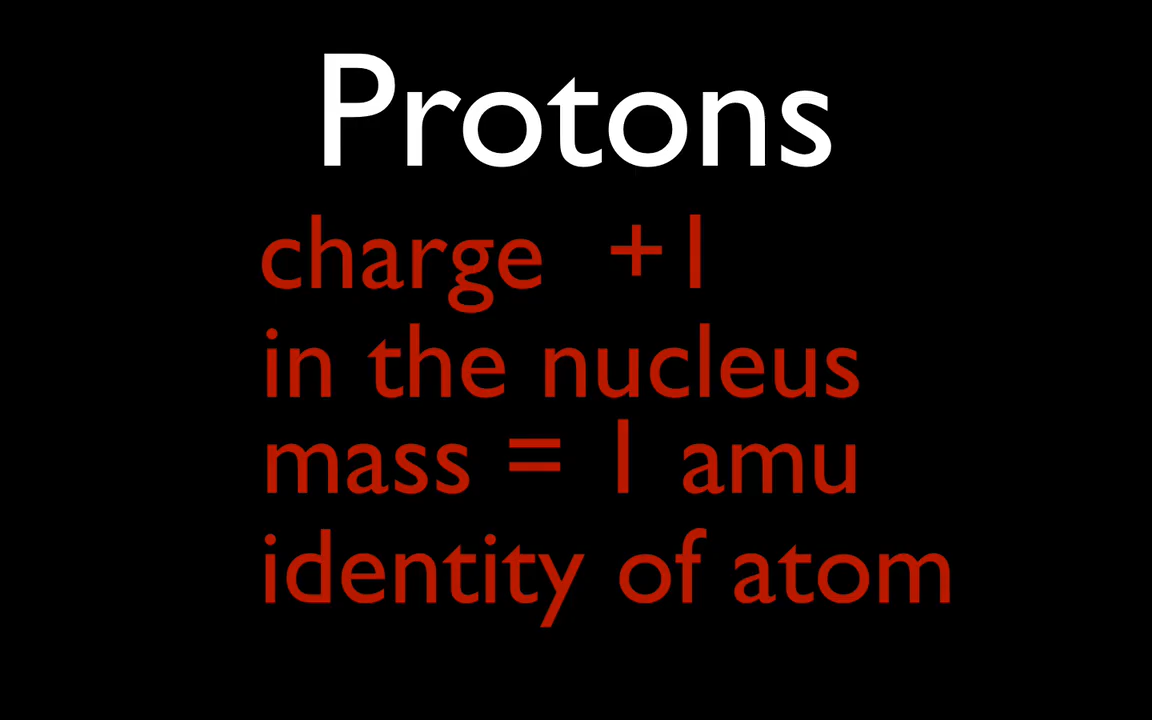 Protons
charge +1
in the nucleus
mass = 1 amu
identity of atom